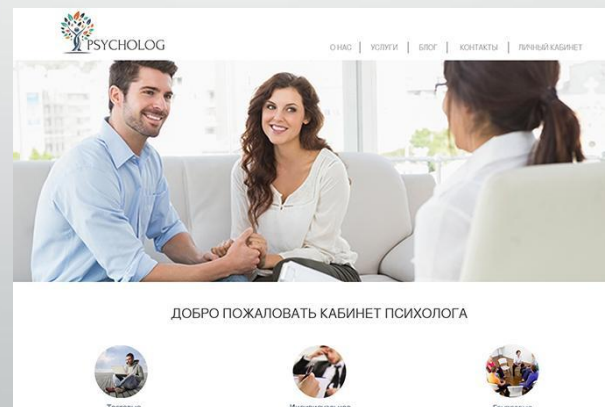 PSYCHOLOG
О НАС | УСЛУГИ | БЛОГ | КОНТАКТЫ | ЛИЧНЫЙ КАБИНЕТ
ДОБРО ПОЖАЛОВАТЬ КАБИНЕТ ПСИХОЛОГА